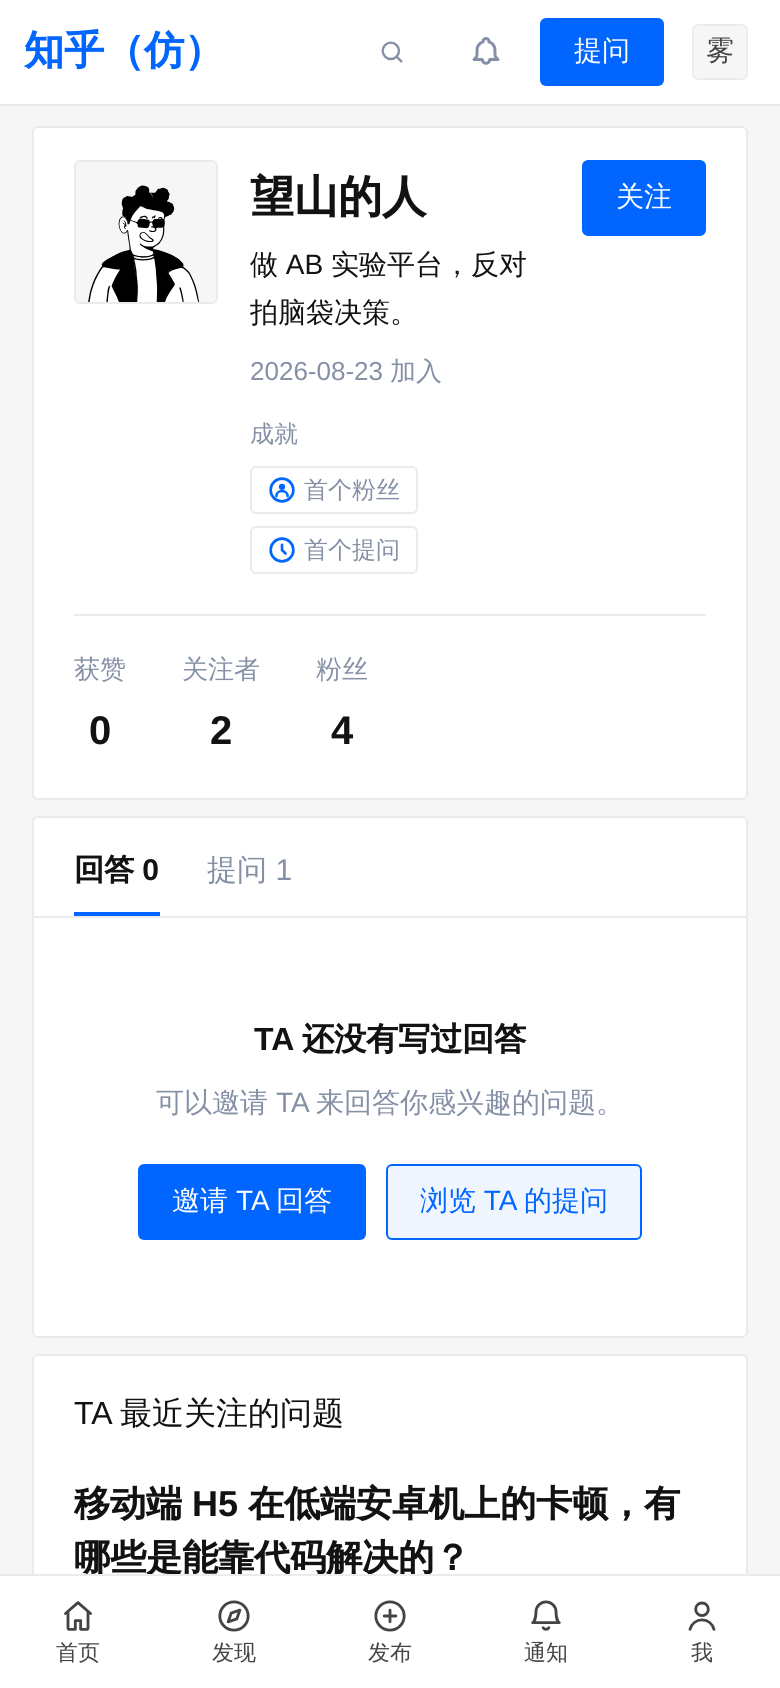 知乎（仿）
提问
雾
望山的人
关注
做 AB 实验平台，反对
拍脑袋决策。
2026-08-23 加入
成就
首个粉丝
首个提问
获赞 关注者 粉丝
0 2 4
回答 0 提问 1
TA 还没有写过回答
可以邀请 TA 来回答你感兴趣的问题。
邀请 TA 回答 浏览 TA 的提问
TA 最近关注的问题
移动端 H5 在低端安卓机上的卡顿，有
哪些是能靠代码解决的？
首页 发现 发布 通知 我